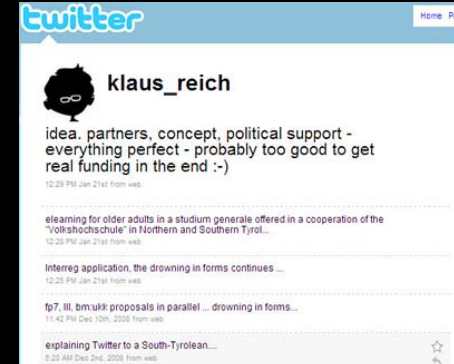 twitter
Home P
klaus_reich
idea. partners, concept, political support -
everything perfect - probably too good to get
real funding in the end :-)
12:29 PM Jan 21st from web
elearning for older adults in a studium generale offered in a cooperation of the
"Volkshochschule" in Northern and Southern Tyrol...
12:28 PM Jan 21st from web
Interreg application, the drowning in forms continues ...
12:25 PM Jan 21st from web
fp7, III, bm:ukk proposals in parallel ... drowning in forms...
11:42 PM Dec 10th, 2008 from web
explaining Twitter to a South-Tyrolean....
5:20 AM Dec 2nd, 2008 from web